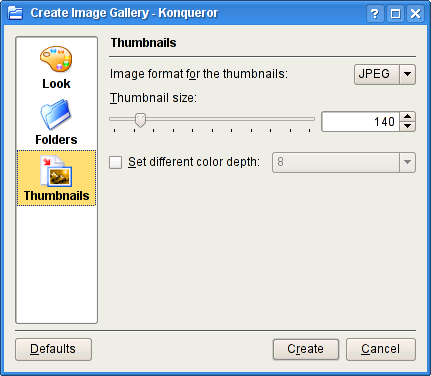 Create Image Gallery - Konqueror
Look
Folders
Thumbnails
Thumbnails
Image format for the thumbnails: JPEG
Thumbnail size:
140
Set different color depth: 8
Defaults
Create
Cancel